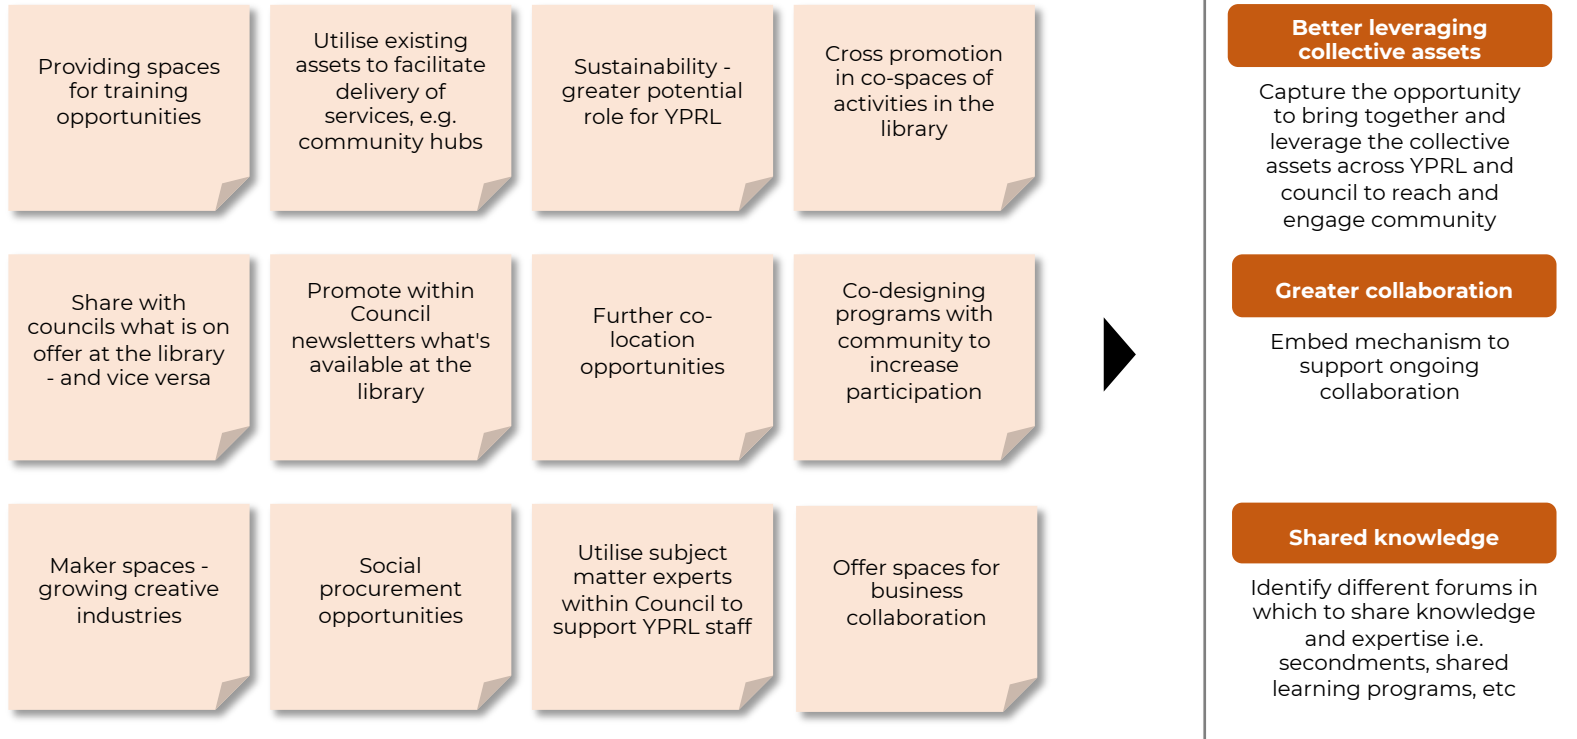 Providing spaces
for training
opportunities
Utilise existing
assets to facilitate
delivery of
services, e.g.
community hubs
Sustainability -
greater potential
role for YPRL
Cross promotion
in co-spaces of
activities in the
library
Share with
councils what is on
offer at the library
- and vice versa
Promote within
Council
newsletters what's
available at the
library
Further co-
location
opportunities
Co-designing
programs with
community to
increase
participation
Maker spaces -
growing creative
industries
Social
procurement
opportunities
Utilise subject
matter experts
within Council to
support YPRL staff
Offer spaces for
business
collaboration
Better leveraging
collective assets
Capture the opportunity
to bring together and
leverage the collective
assets across YPRL and
council to reach and
engage community
Greater collaboration
Embed mechanism to
support ongoing
collaboration
Shared knowledge
Identify different forums in
which to share knowledge
and expertise i.e.
secondments, shared
learning programs, etc